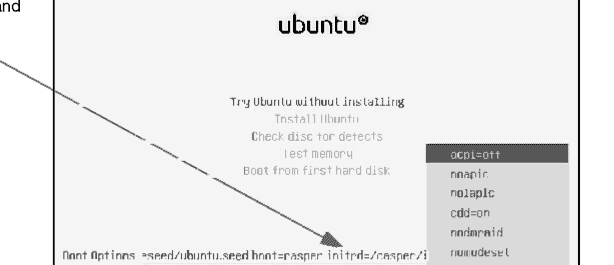 and
ubuntu®
Try Ubuntu without installing
Install Ubuntu
Check disc for defects
Test memory
Boot from first hard disk
acpi=off
noapic
nolapic
edd=on
nodmraid
nomodeset
Boot Options =seed/ubuntu.seed boot=casper initrd=/casper/i